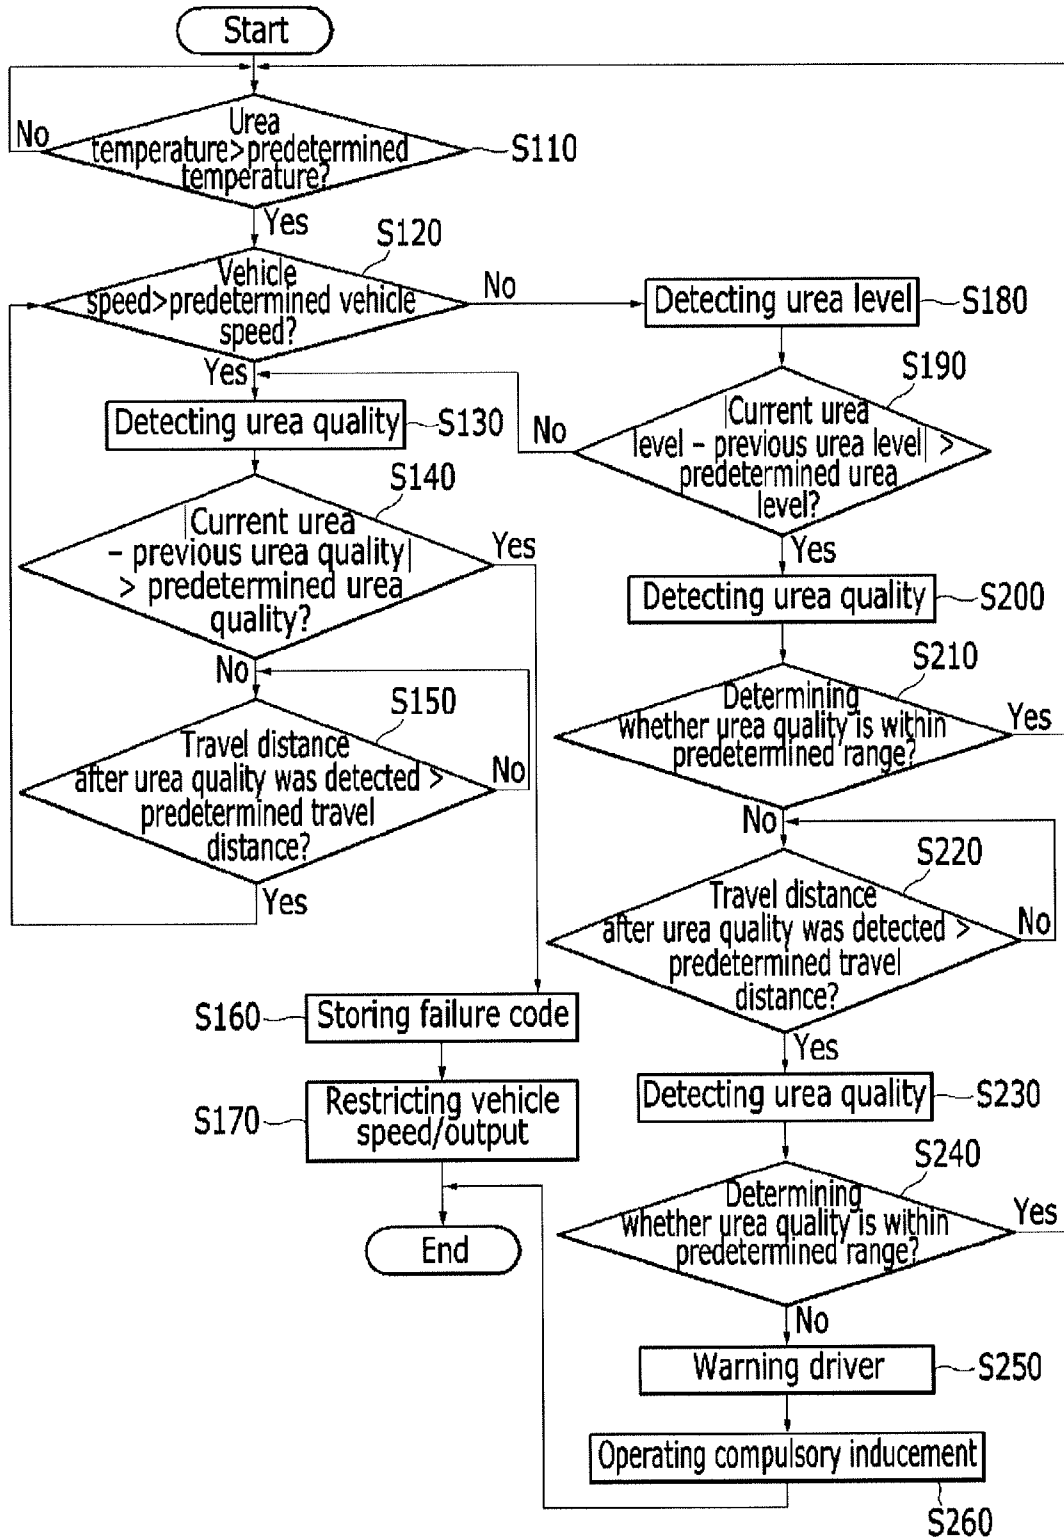 Start
No
Urea
temperature>predetermined
temperature?
S110
Yes
S120
Vehicle
speed>predetermined vehicle
speed?
No
Detecting urea level
S180
Yes
S190
|Current urea
level - previous urea level| >
predetermined urea
level?
No
Detecting urea quality
S130
S140
|Current urea
- previous urea quality|
> predetermined urea
quality?
Yes
Yes
Detecting urea quality
S200
No
S150
Travel distance
after urea quality was detected >
predetermined travel
distance?
No
Yes
S210
Determining
whether urea quality is within
predetermined range?
Yes
No
S220
Travel distance
after urea quality was detected >
predetermined travel
distance?
No
Yes
S160
Storing failure code
S170
Restricting vehicle
speed/output
End
Detecting urea quality
S230
S240
Determining
whether urea quality is within
predetermined range?
Yes
No
Warning driver
S250
Operating compulsory inducement
S260